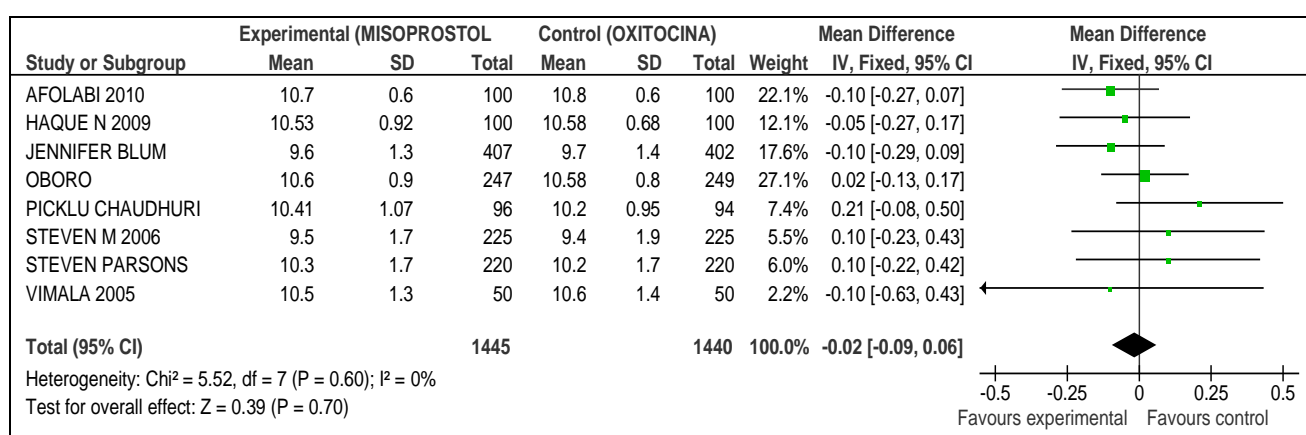 Experimental (MISOPROSTOL Control (OXITOCINA) Mean Difference Mean Difference
Study or Subgroup Mean SD Total Mean SD Total Weight IV, Fixed, 95% CI IV, Fixed, 95% CI
AFOLABI 2010 10.7 0.6 100 10.8 0.6 100 22.1% -0.10 [-0.27, 0.07]
HAQUE N 2009 10.53 0.92 100 10.58 0.68 100 12.1% -0.05 [-0.27, 0.17]
JENNIFER BLUM 9.6 1.3 407 9.7 1.4 402 17.6% -0.10 [-0.29, 0.09]
OBORO 10.6 0.9 247 10.58 0.8 249 27.1% 0.02 [-0.13, 0.17]
PICKLU CHAUDHURI 10.41 1.07 96 10.2 0.95 94 7.4% 0.21 [-0.08, 0.50]
STEVEN M 2006 9.5 1.7 225 9.4 1.9 225 5.5% 0.10 [-0.23, 0.43]
STEVEN PARSONS 10.3 1.7 220 10.2 1.7 220 6.0% 0.10 [-0.22, 0.42]
VIMALA 2005 10.5 1.3 50 10.6 1.4 50 2.2% -0.10 [-0.63, 0.43]
Total (95% CI) 1445 1440 100.0% -0.02 [-0.09, 0.06]
Heterogeneity: Chi² = 5.52, df = 7 (P = 0.60); I² = 0%
Test for overall effect: Z = 0.39 (P = 0.70)
-0.5 -0.25 0 0.25 0.5
Favours experimental Favours control